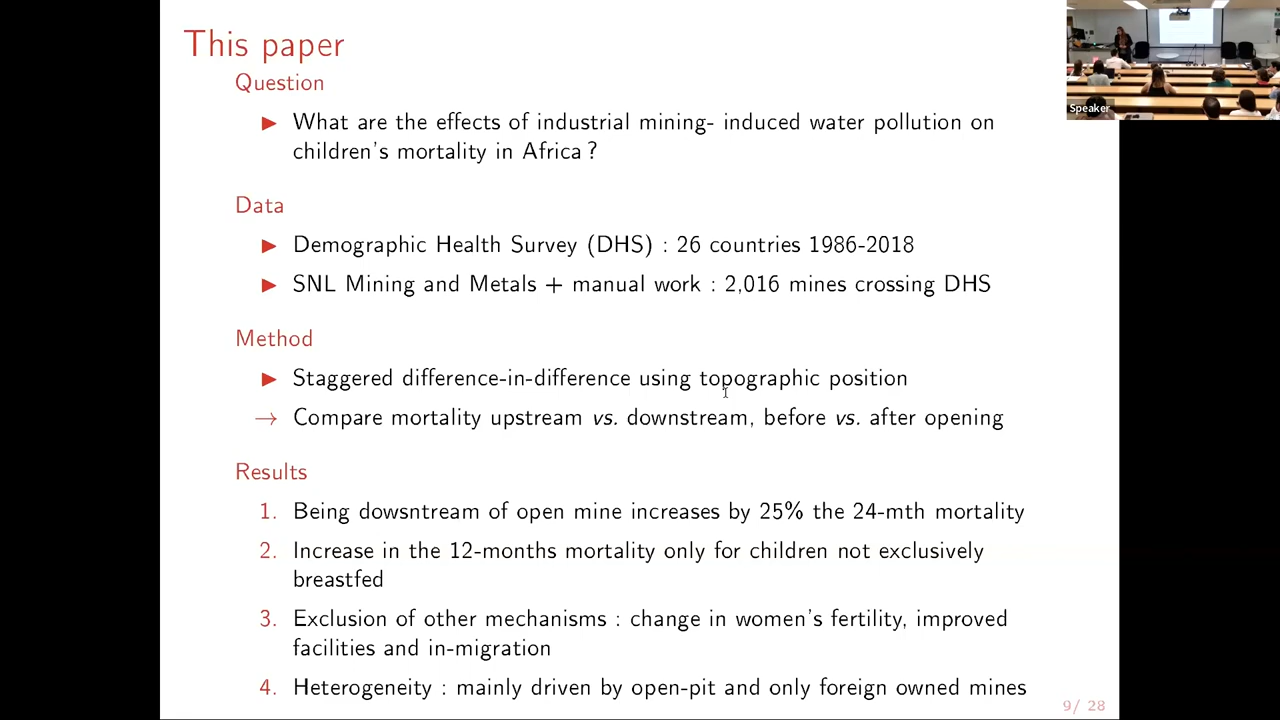 This paper
Question
► What are the effects of industrial mining- induced water pollution on
children's mortality in Africa ?
Data
► Demographic Health Survey (DHS) : 26 countries 1986-2018
► SNL Mining and Metals + manual work : 2,016 mines crossing DHS
Method
► Staggered difference-in-difference using topographic position
→ Compare mortality upstream vs. downstream, before vs. after opening
Results
1. Being dowsntream of open mine increases by 25% the 24-mth mortality
2. Increase in the 12-months mortality only for children not exclusively
breastfed
3. Exclusion of other mechanisms : change in women's fertility, improved
facilities and in-migration
4. Heterogeneity : mainly driven by open-pit and only foreign owned mines
9/ 28
Speaker